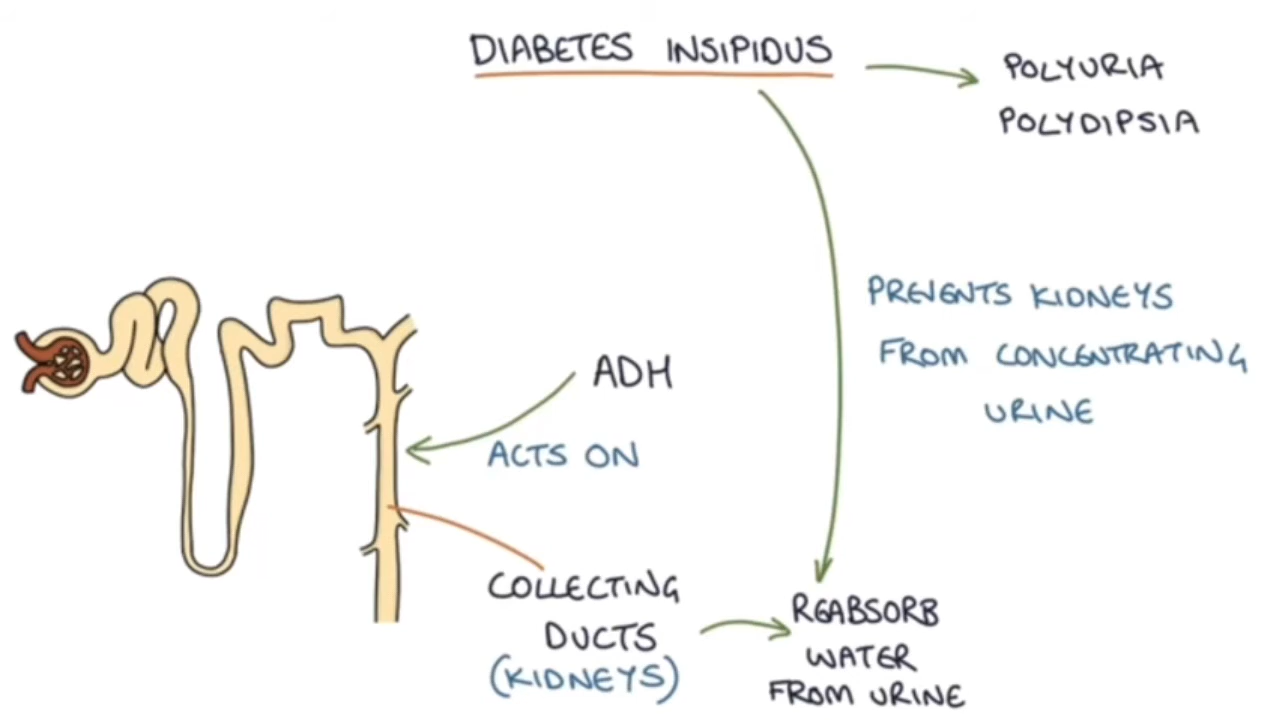 DIABETES INSIPIDUS
POLYURIA
POLYDIPSIA
PREVENTS KIDNEYS
FROM CONCENTRATING
URINE
ADH
ACTS ON
COLLECTING
DUCTS
(KIDNEYS)
REABSORB
WATER
FROM URINE